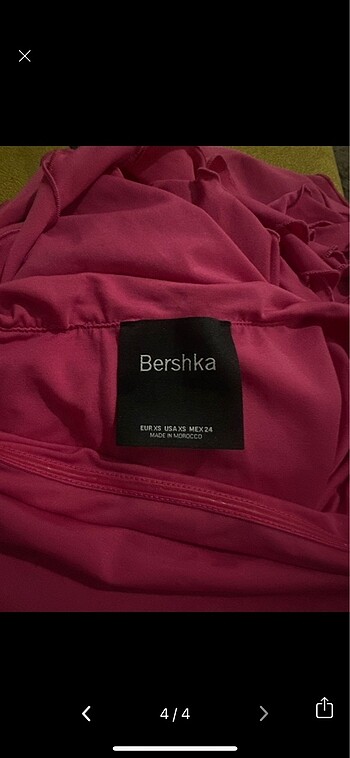 Bershka
EUR XS USA XS MEX 24
MADE IN MOROCCO
4/4